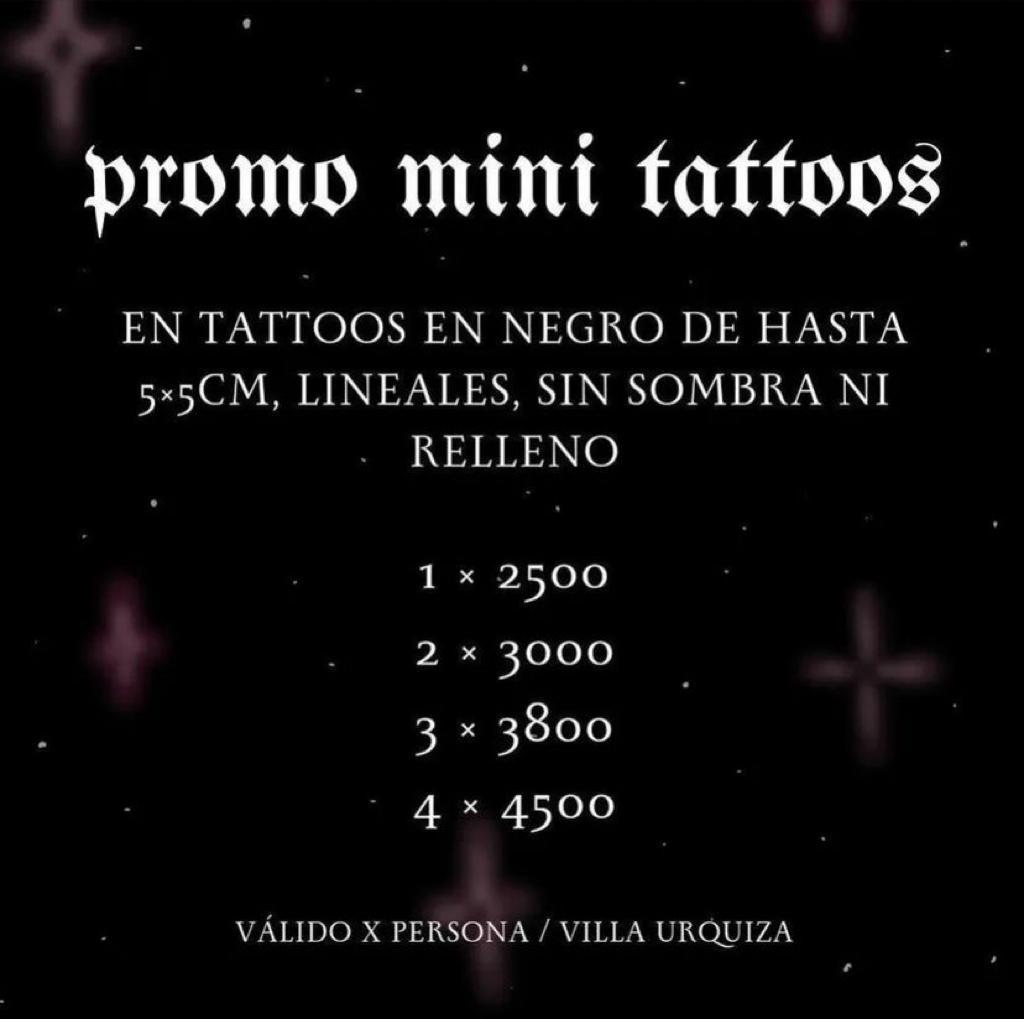 promo mini tattoos
EN TATTOOS EN NEGRO DE HASTA
5×5CM, LINEALES, SIN SOMBRA NI
RELLENO
1 × 2500
2 × 3000
3 × 3800
4 × 4500
VÁLIDO X PERSONA / VILLA URQUIZA